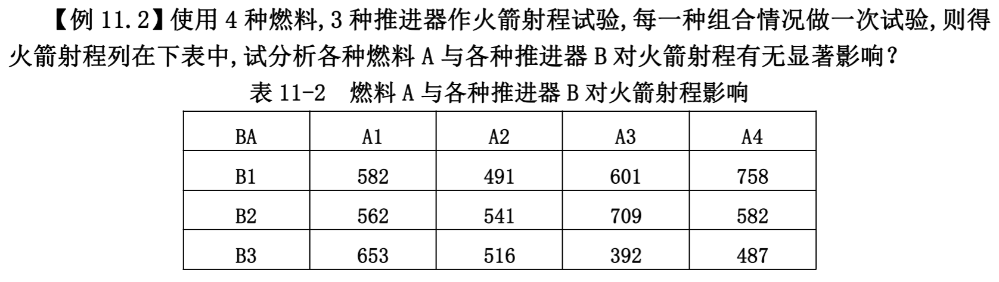 【例 11.2】使用 4 种燃料,3 种推进器作火箭射程试验,每一种组合情况做一次试验,则得
火箭射程列在下表中,试分析各种燃料 A 与各种推进器 B 对火箭射程有无显著影响?
表 11-2 燃料 A 与各种推进器 B 对火箭射程影响
BA A1 A2 A3 A4
B1 582 491 601 758
B2 562 541 709 582
B3 653 516 392 487